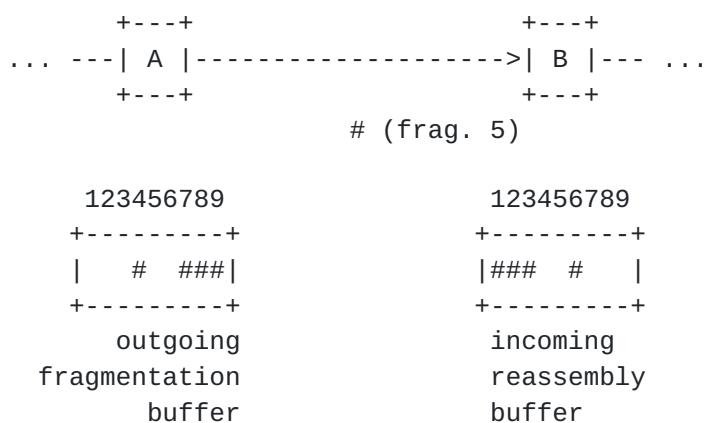 +---+                     +---+
... ---| A |-------------------->| B |--- ...
       +---+                     +---+
                      # (frag. 5)
     123456789                 123456789
    +---------+               +---------+
    |   #  ###|               |###  #   |
    +---------+               +---------+
       outgoing                incoming
  fragmentation                reassembly
         buffer                buffer